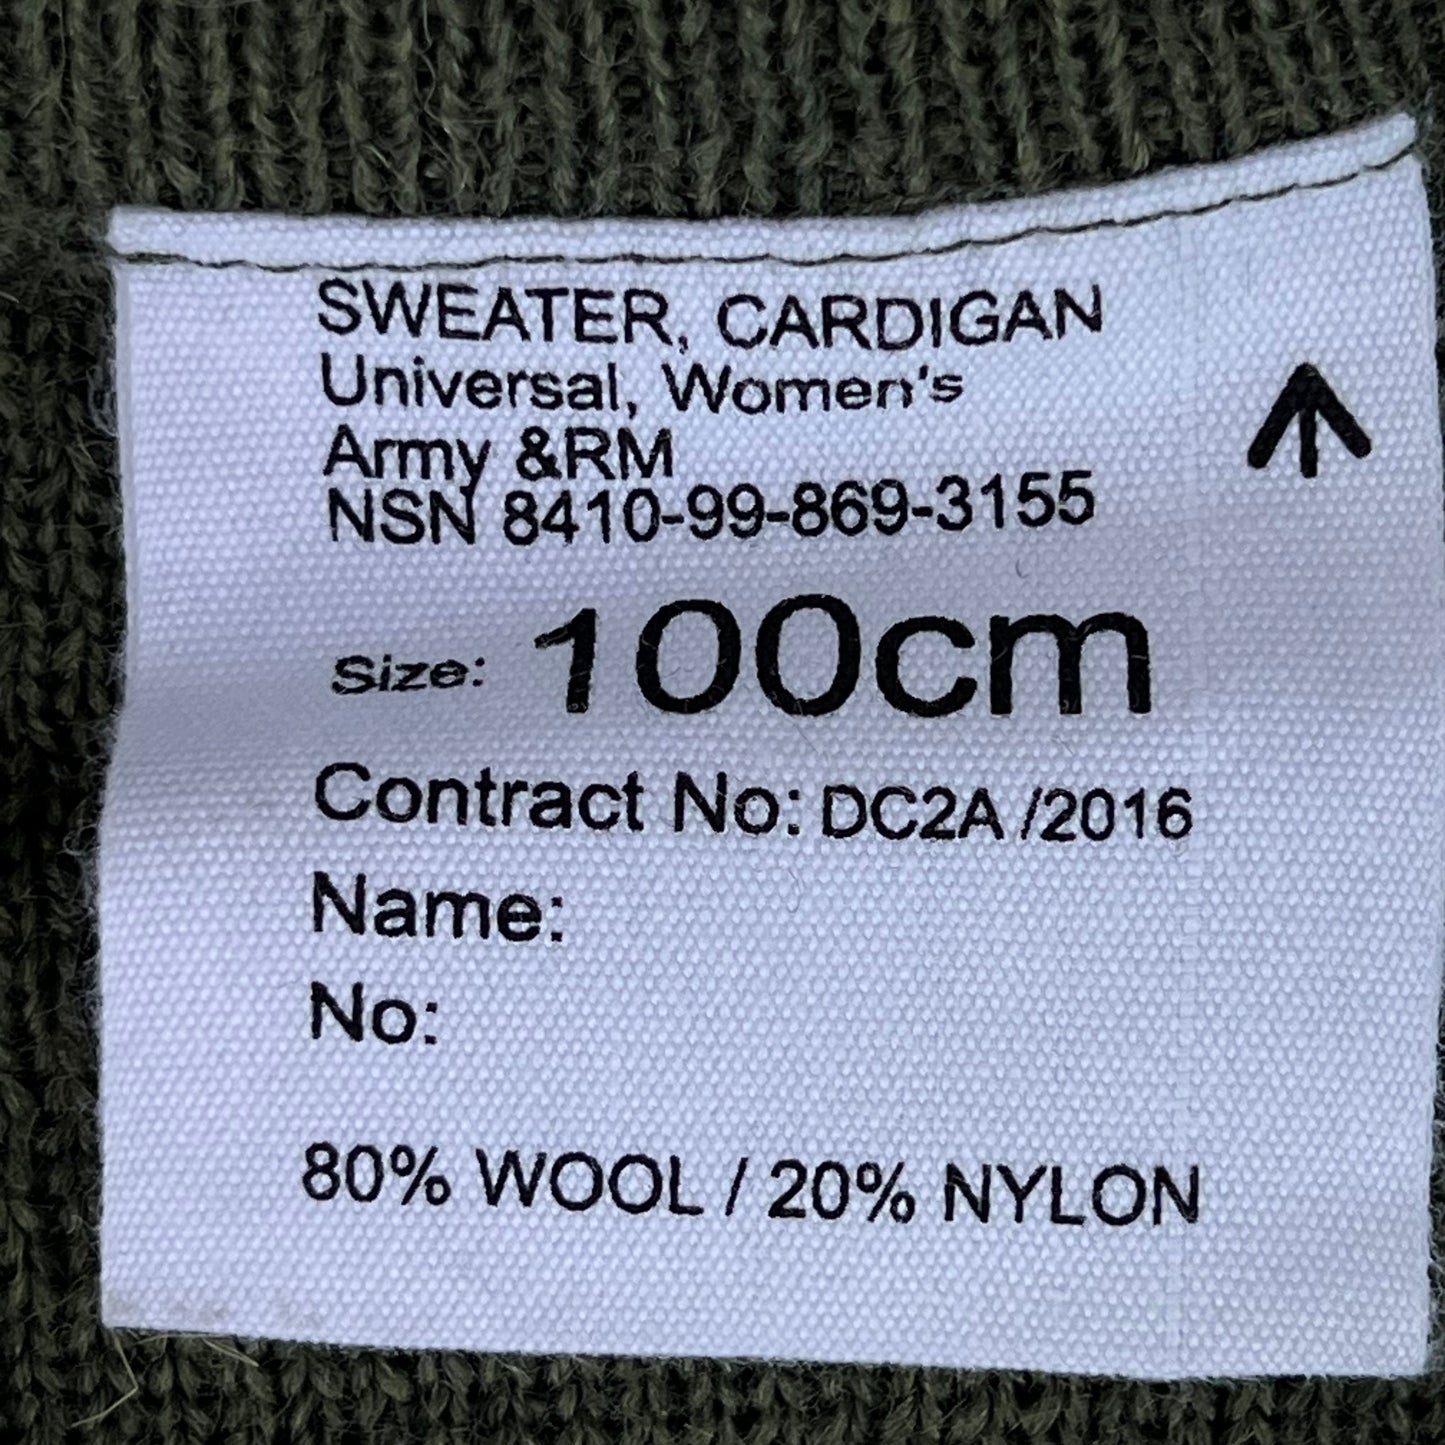 SWEATER, CARDIGAN
Universal, Women's
Army &RM
NSN 8410-99-869-3155
Size: 100cm
Contract No: DC2A /2016
Name:
No:
80% WOOL / 20% NYLON